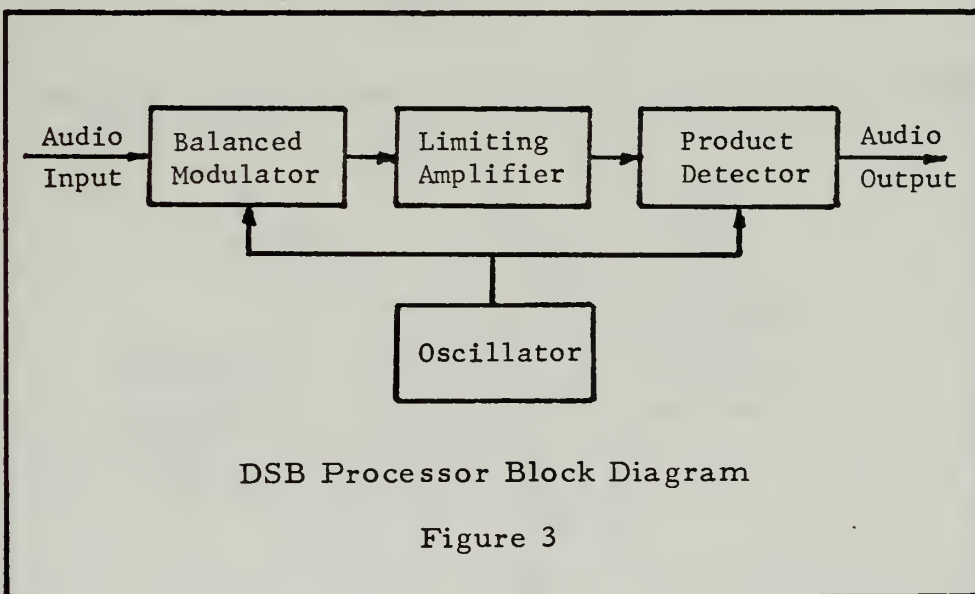 Audio
Input
Balanced
Modulator
Limiting
Amplifier
Product
Detector
Audio
Output
Oscillator
DSB Processor Block Diagram
Figure 3